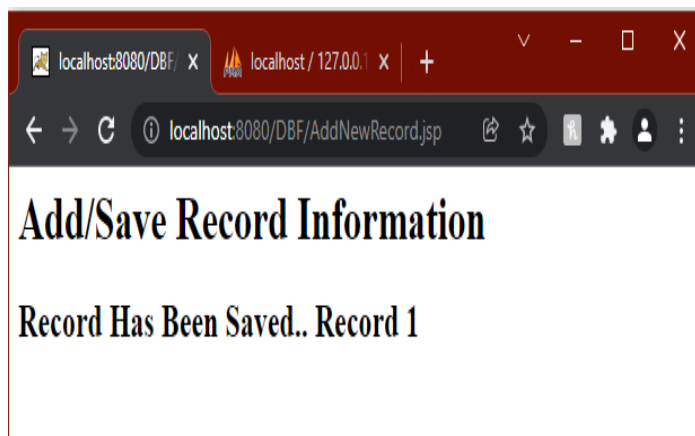 localhost:8080/DBF/
localhost / 127.0.0.1
localhost:8080/DBF/AddNewRecord.jsp
Add/Save Record Information
Record Has Been Saved.. Record 1